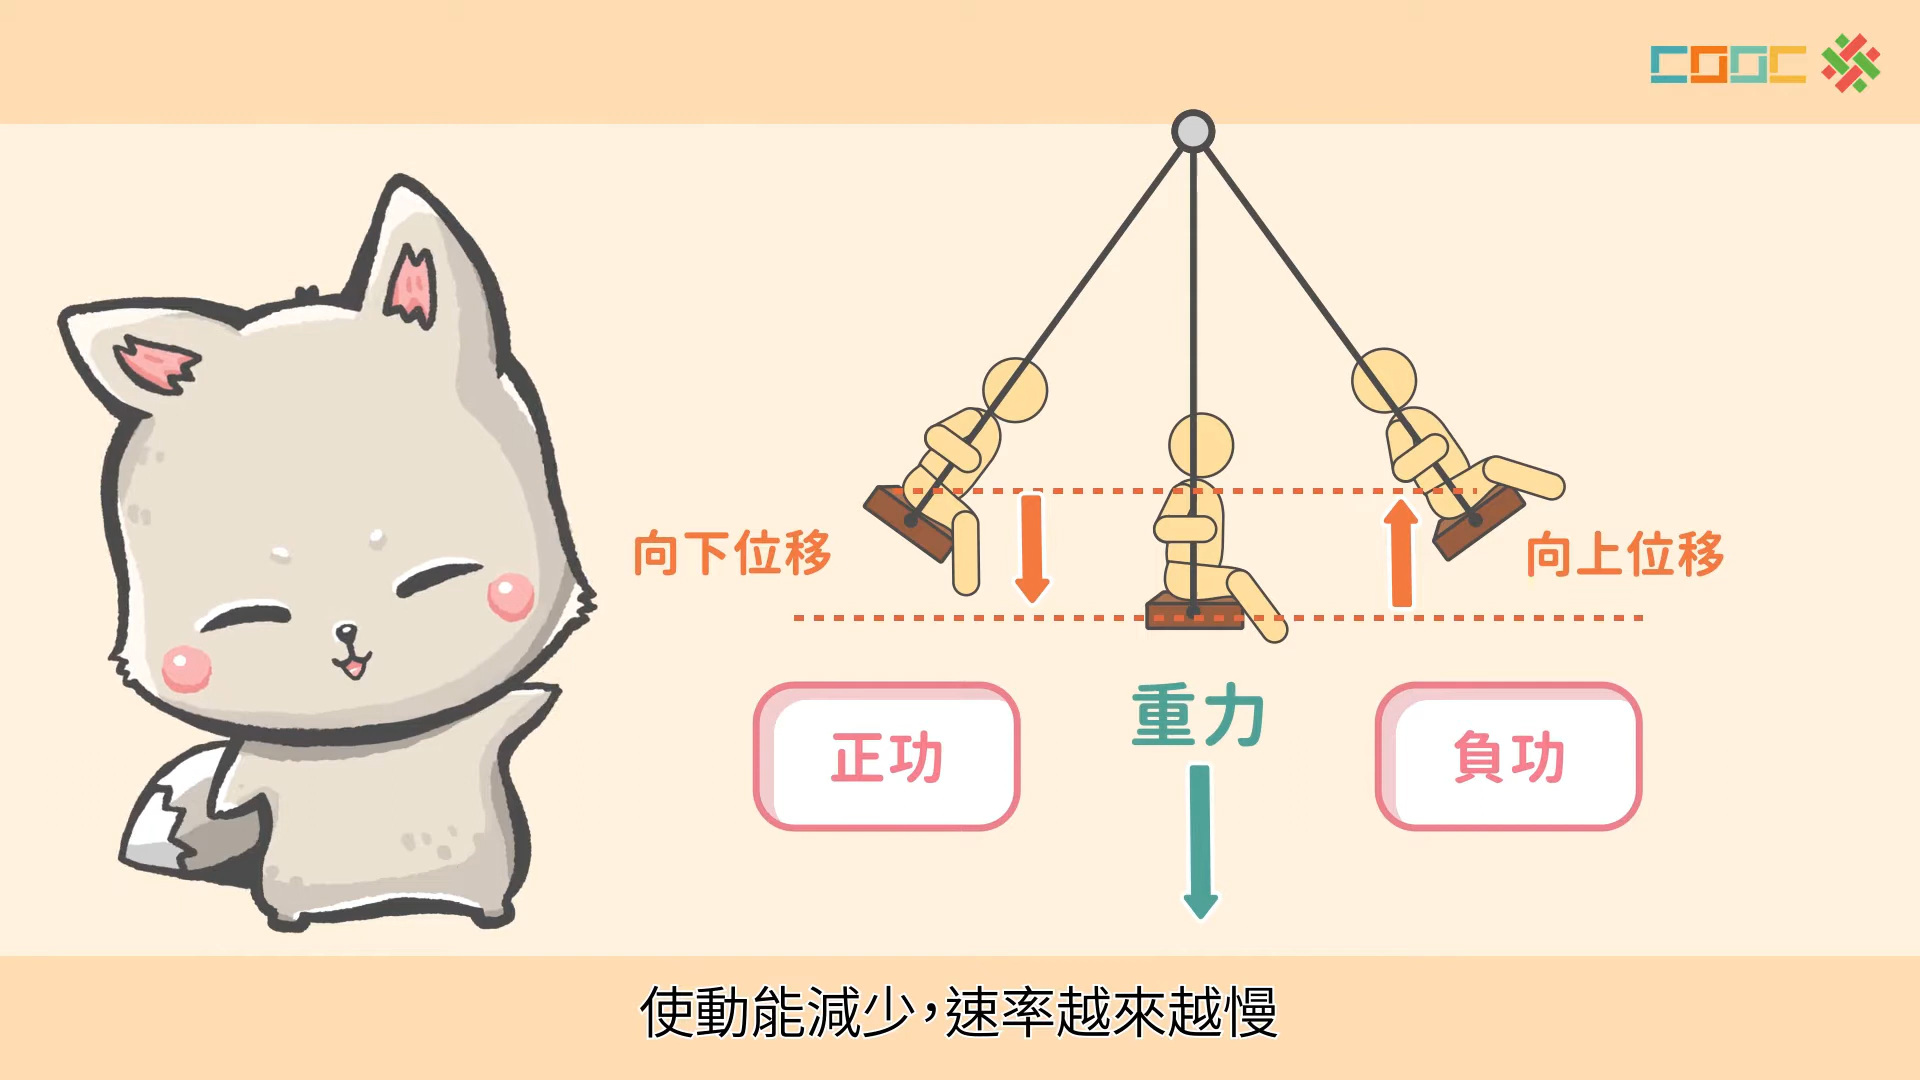 COOC
向下位移
向上位移
正功
重力
負功
使動能減少,速率越來越慢